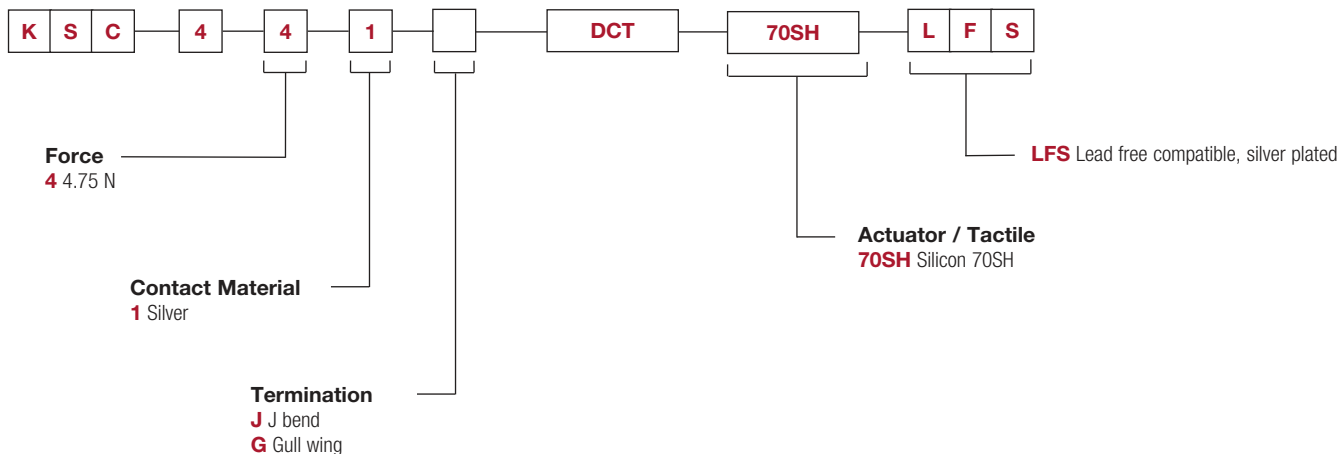 K S C 4 4 1 DCT 70SH L F S
Force
4 4.75 N
LFS Lead free compatible, silver plated
Actuator / Tactile
70SH Silicon 70SH
Contact Material
1 Silver
Termination
J J bend
G Gull wing